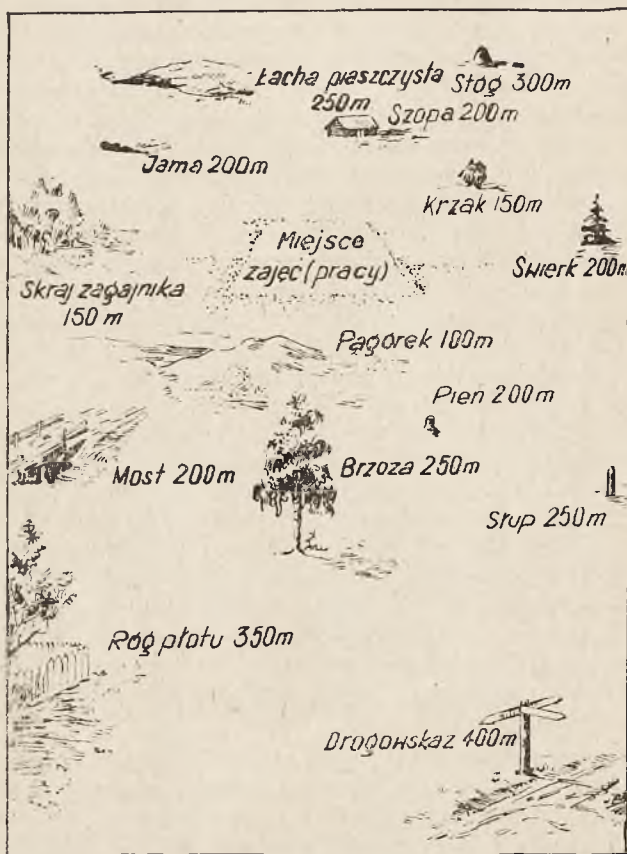 Łacha piaszczysta
250m
Stóg 300m
Szopa 200m
Jama 200m
Krzak 150m
Miejsce
zajęć (pracy)
Świerk 200m
Skraj zagajnika
150 m
Pagórek 100m
Pień 200m
Most 200m
Brzoza 250m
Słup 250m
Róg płotu 350m
Drogowskaz 400m